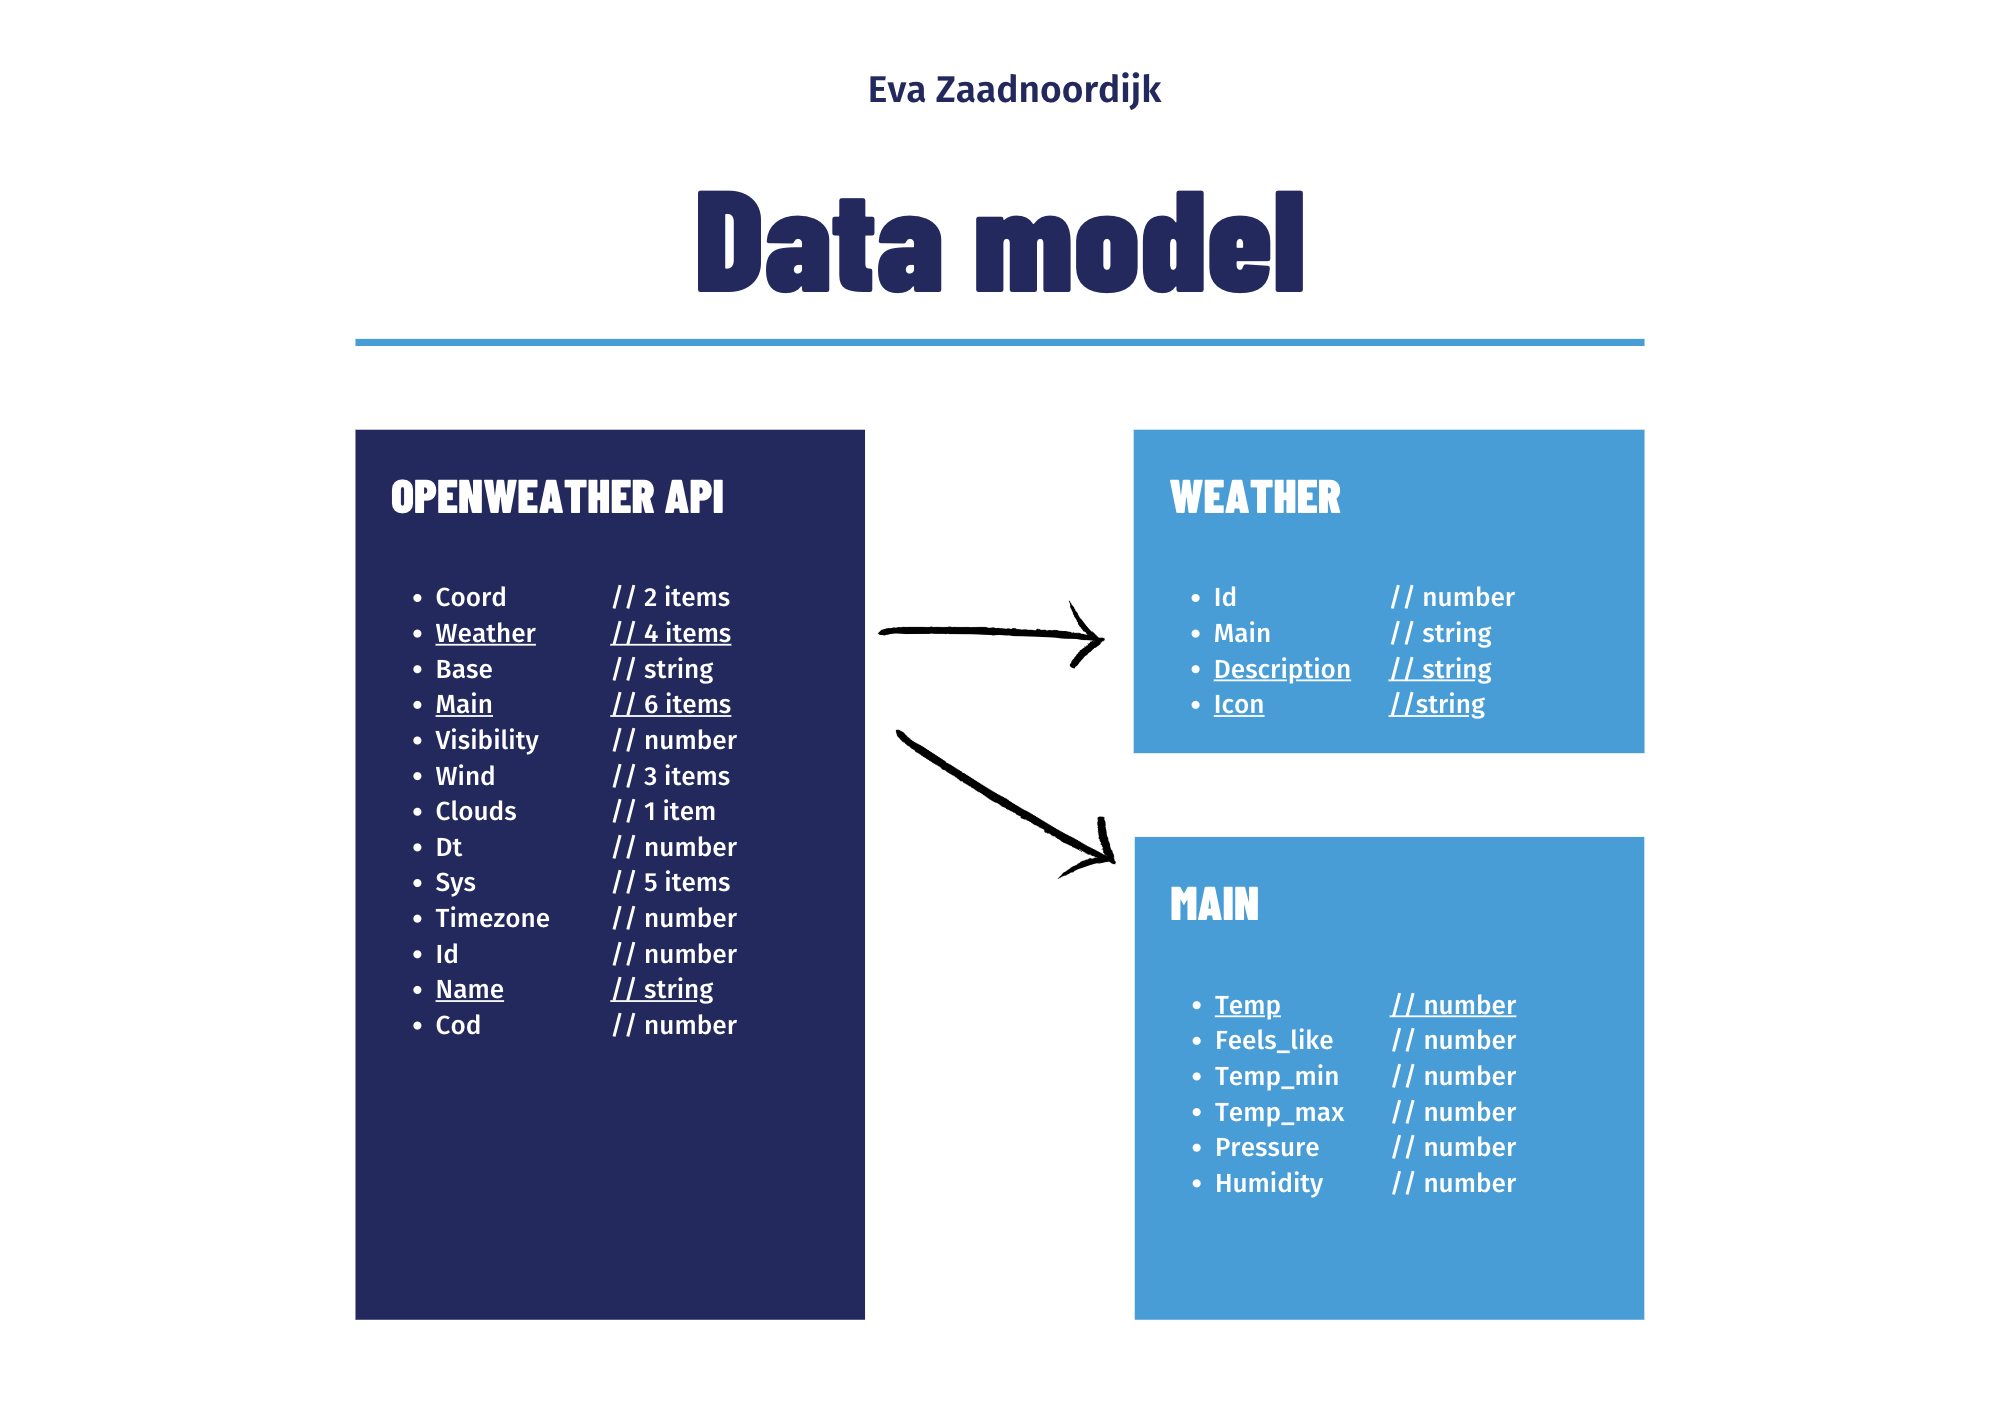 Eva Zaadnoordijk
Data model
OPENWEATHER API
• Coord // 2 items
• Weather // 4 items
• Base // string
• Main // 6 items
• Visibility // number
• Wind // 3 items
• Clouds // 1 item
• Dt // number
• Sys // 5 items
• Timezone // number
• Id // number
• Name // string
• Cod // number
WEATHER
• Id // number
• Main // string
• Description // string
• Icon //string
MAIN
• Temp // number
• Feels_like // number
• Temp_min // number
• Temp_max // number
• Pressure // number
• Humidity // number